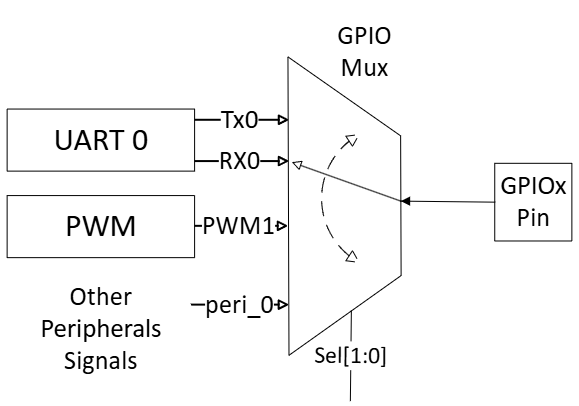 GPIO
Mux
Tx0
UART 0
RX0
GPIOx
Pin
PWM
PWM1
Other
Peripherals
Signals
peri_0
Sel[1:0]